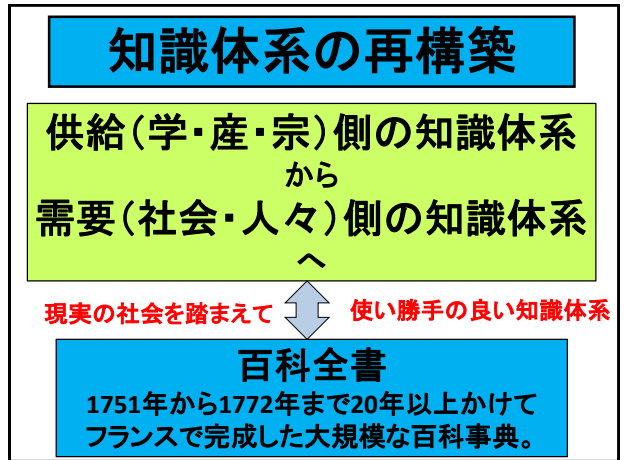 知識体系の再構築
供給(学・産・宗)側の知識体系
から
需要(社会・人々)側の知識体系
へ
現実の社会を踏まえて
使い勝手の良い知識体系
百科全書
1751年から1772年まで20年以上かけて
フランスで完成した大規模な百科事典。